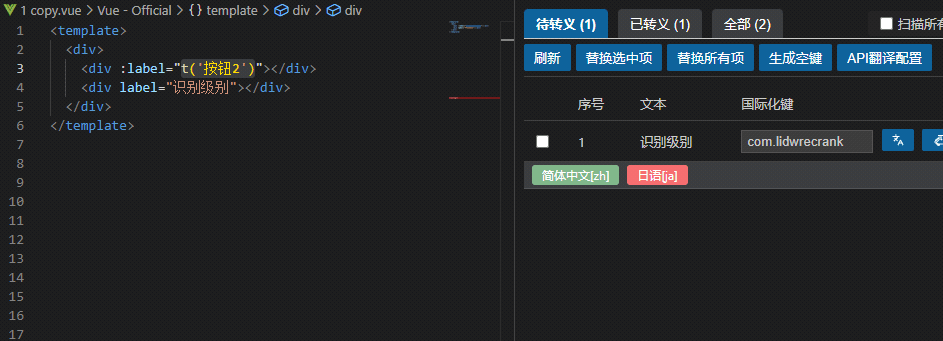 1 copy.vue > Vue - Official > {} template > div > div
1 <template>
2 <div>
3 <div :label="t('按钮2')"></div>
4 <div label="识别级别"></div>
5 </div>
6 </template>
7
8
9
10
11
12
13
14
15
16
17
待转义 (1) 已转义 (1) 全部 (2) 扫描所
刷新 替换选中项 替换所有项 生成空键 API翻译配置
序号 文本 国际化键
1 识别级别 com.lidwrecrank
简体中文[zh] 日语[ja]